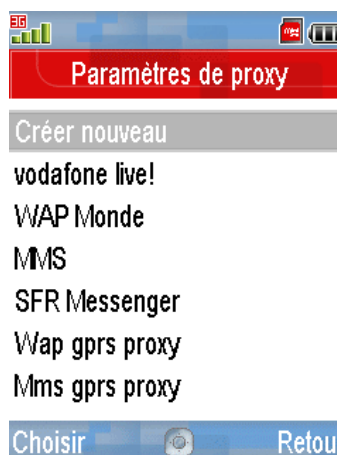 3G
Paramètres de proxy
Créer nouveau
vodafone live!
WAP Monde
MMS
SFR Messenger
Wap gprs proxy
Mms gprs proxy
Choisir
Retou